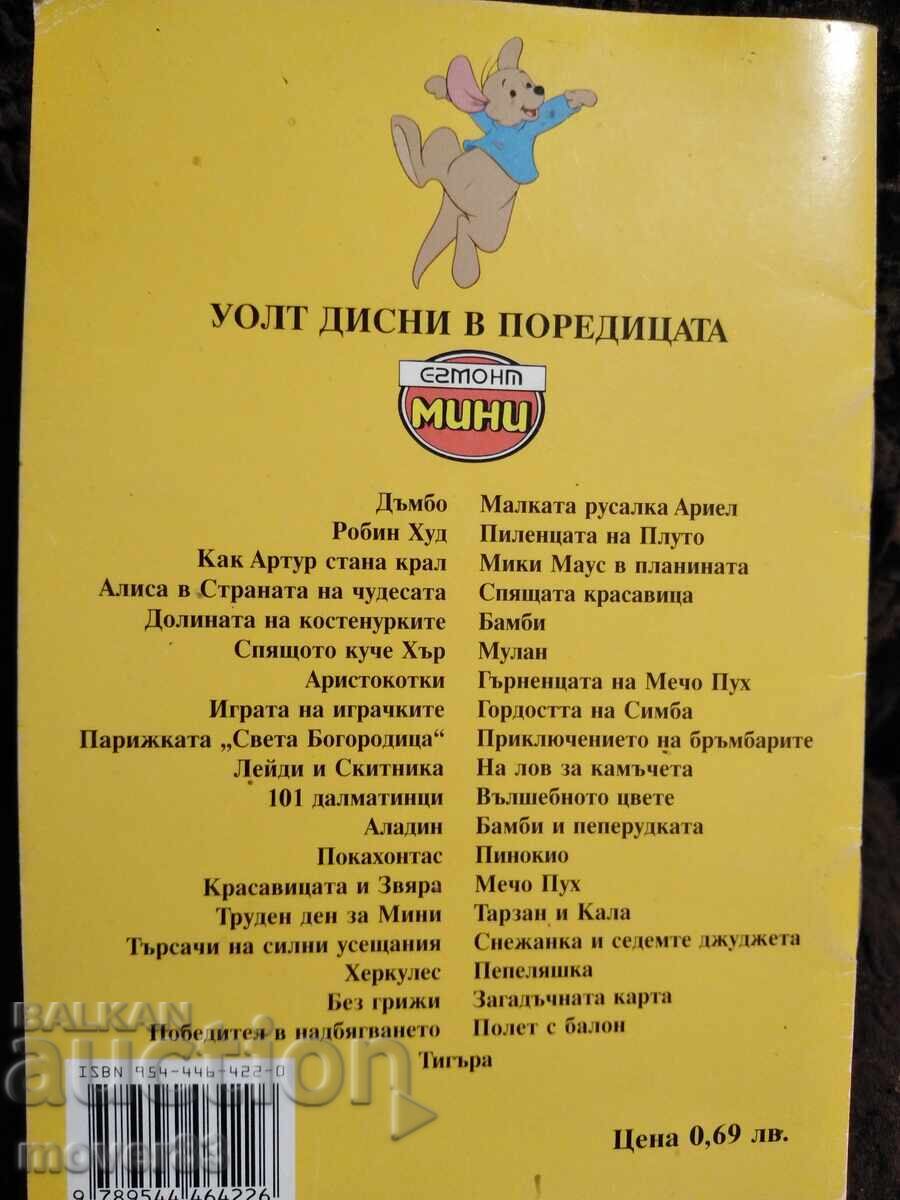 УОЛТ ДИСНИ В ПОРЕДИЦАТА
ЕГМОНТ
МИНИ
Дъмбо
Робин Худ
Как Артур стана крал
Алиса в Страната на чудесата
Долината на костенурките
Спящото куче Хър
Аристокотки
Играта на играчките
Парижката „Света Богородица“
Лейди и Скитника
101 далматинци
Аладин
Покахонтас
Красавицата и Звяра
Труден ден за Мини
Търсачи на силни усещания
Херкулес
Без грижи
Победителя в надбягването
Малката русалка Ариел
Пиленцата на Плуто
Мики Маус в планината
Спящата красавица
Бамби
Мулан
Гърненцата на Мечо Пух
Гордостта на Симба
Приключението на бръмбарите
На лов за камъчета
Вълшебното цвете
Бамби и пеперудката
Пинокио
Мечо Пух
Тарзан и Кала
Снежанка и седемте джуджета
Пепеляшка
Загадъчната карта
Полет с балон
Тигъра
BALKAN
auction
mover83
ISBN 954-446-422-0
9 789544 464226
Цена 0,69 лв.